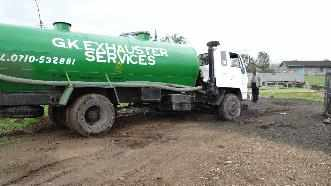 G.K EXHAUSTER
SERVICES
L.0710-532881